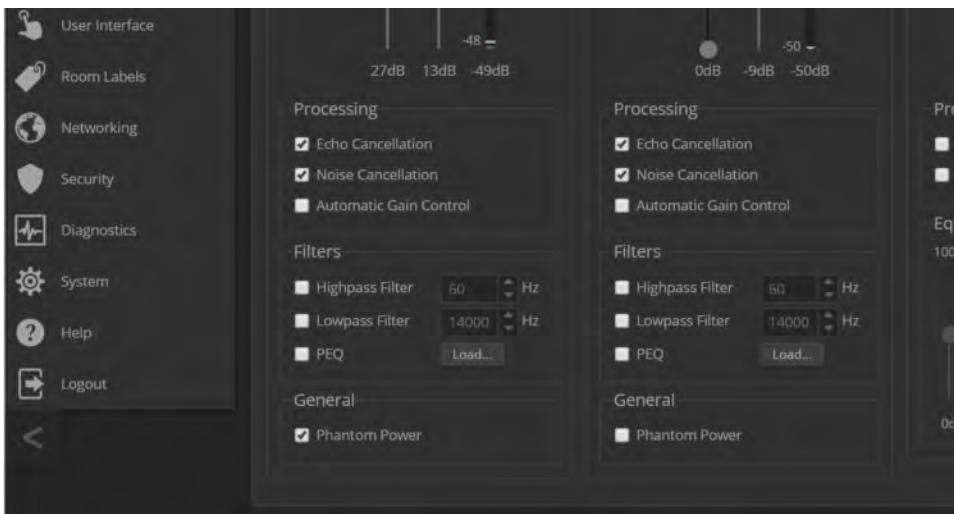 User Interface
Room Labels
Networking
Security
Diagnostics
System
Help
Logout
<
-48
27dB 13dB -49dB
Processing
Echo Cancellation
Noise Cancellation
Automatic Gain Control
Filters
Highpass Filter 60 Hz
Lowpass Filter 14000 Hz
PEQ Load...
General
Phantom Power
-50
0dB -9dB -50dB
Processing
Echo Cancellation
Noise Cancellation
Automatic Gain Control
Filters
Highpass Filter 60 Hz
Lowpass Filter 14000 Hz
PEQ Load...
General
Phantom Power
Pr
Eq
100